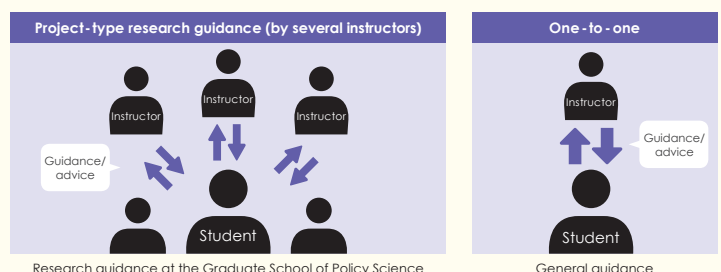 Project-type research guidance (by several instructors)
Instructor
Instructor
Instructor
Guidance/
advice
Student
Research guidance at the Graduate School of Policy Science
One-to-one
Instructor
Guidance/
advice
Student
General guidance